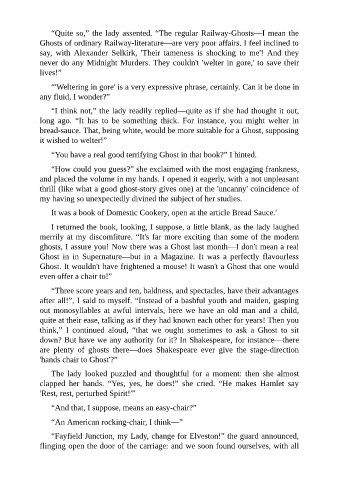 “Quite so,” the lady assented. “The regular Railway-Ghosts—I mean the
Ghosts of ordinary Railway-literature—are very poor affairs. I feel inclined to
say, with Alexander Selkirk, 'Their tameness is shocking to me'! And they
never do any Midnight Murders. They couldn't 'welter in gore,' to save their
lives!”
“'Weltering in gore' is a very expressive phrase, certainly. Can it be done in
any fluid, I wonder?”
“I think not,” the lady readily replied—quite as if she had thought it out,
long ago. “It has to be something thick. For instance, you might welter in
bread-sauce. That, being white, would be more suitable for a Ghost, supposing
it wished to welter!”
“You have a real good terrifying Ghost in that book?” I hinted.
“How could you guess?” she exclaimed with the most engaging frankness,
and placed the volume in my hands. I opened it eagerly, with a not unpleasant
thrill (like what a good ghost-story gives one) at the 'uncanny' coincidence of
my having so unexpectedly divined the subject of her studies.
It was a book of Domestic Cookery, open at the article Bread Sauce.'
I returned the book, looking, I suppose, a little blank, as the lady laughed
merrily at my discomfiture. “It's far more exciting than some of the modern
ghosts, I assure you! Now there was a Ghost last month—I don't mean a real
Ghost in in Supernature—but in a Magazine. It was a perfectly flavourless
Ghost. It wouldn't have frightened a mouse! It wasn't a Ghost that one would
even offer a chair to!”
“Three score years and ten, baldness, and spectacles, have their advantages
after all!”, I said to myself. “Instead of a bashful youth and maiden, gasping
out monosyllables at awful intervals, here we have an old man and a child,
quite at their ease, talking as if they had known each other for years! Then you
think,” I continued aloud, “that we ought sometimes to ask a Ghost to sit
down? But have we any authority for it? In Shakespeare, for instance—there
are plenty of ghosts there—does Shakespeare ever give the stage-direction
'hands chair to Ghost'?”
The lady looked puzzled and thoughtful for a moment: then she almost
clapped her hands. “Yes, yes, he does!” she cried. “He makes Hamlet say
'Rest, rest, perturbed Spirit!”'
“And that, I suppose, means an easy-chair?”
“An American rocking-chair, I think—”
“Fayfield Junction, my Lady, change for Elveston!” the guard announced,
flinging open the door of the carriage: and we soon found ourselves, with all